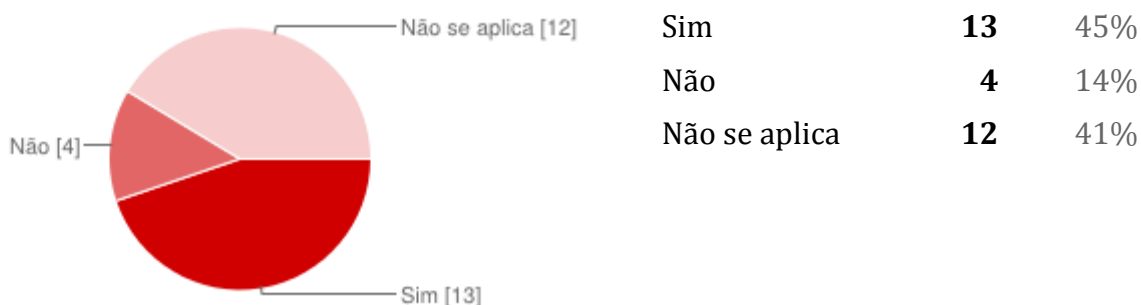 Não se aplica [12]
Não [4]
Sim [13]
Sim 13 45%
Não 4 14%
Não se aplica 12 41%